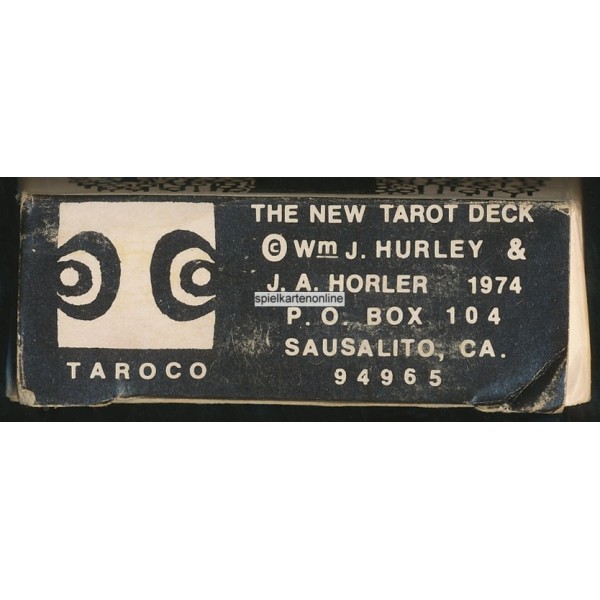 THE NEW TAROT DECK
© Wm J. HURLEY &
J. A. HORLER 1974
spielkartenonline
P. O. BOX 104
SAUSALITO, CA.
94965
TAROCO